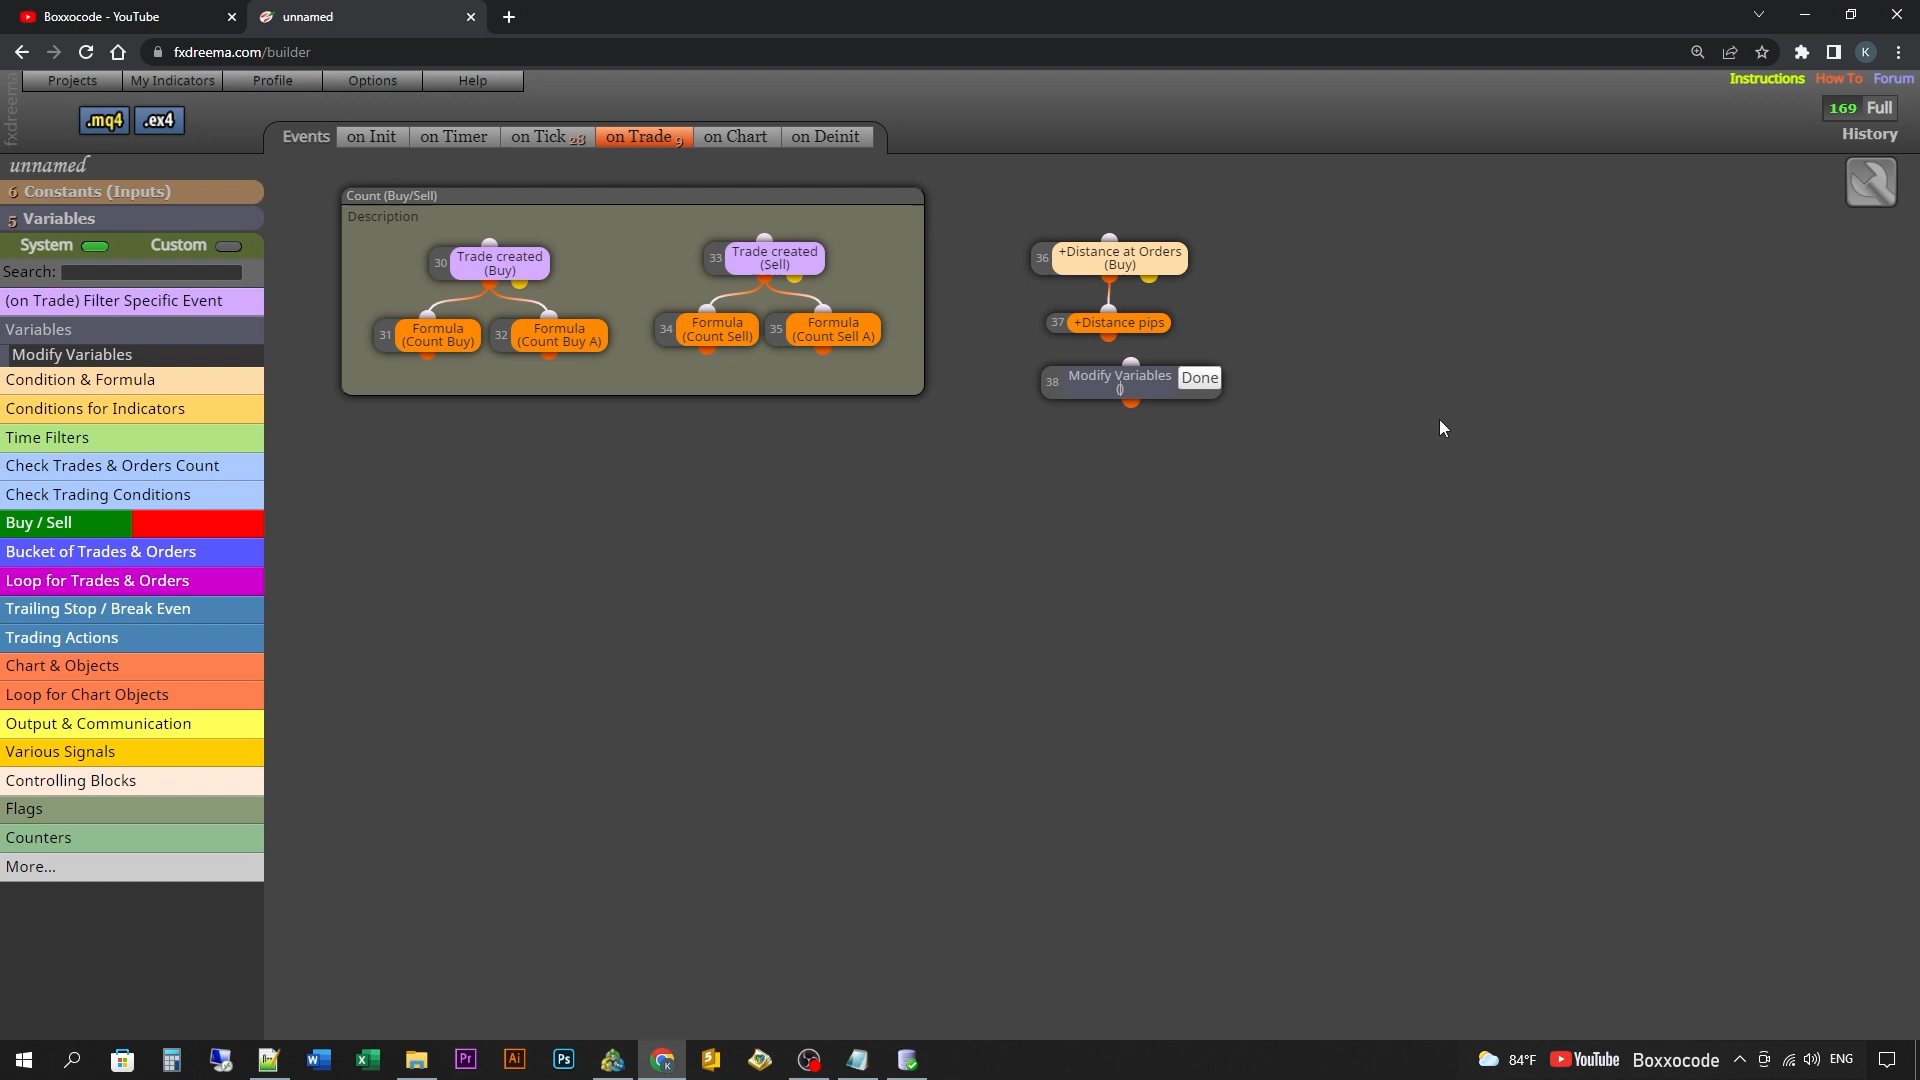 Boxxocode - YouTube
unnamed
fxdreema.com/builder
K
fxdreema
Projects
My Indicators
Profile
Options
Help
Instructions
How To
Forum
.mq4
.ex4
169 Full
History
Events
on Init
on Timer
on Tick 28
on Trade 9
on Chart
on Deinit
unnamed
6 Constants (Inputs)
5 Variables
System
Custom
Search:
(on Trade) Filter Specific Event
Variables
Modify Variables
Condition & Formula
Conditions for Indicators
Time Filters
Check Trades & Orders Count
Check Trading Conditions
Buy / Sell
Bucket of Trades & Orders
Loop for Trades & Orders
Trailing Stop / Break Even
Trading Actions
Chart & Objects
Loop for Chart Objects
Output & Communication
Various Signals
Controlling Blocks
Flags
Counters
More...
Count (Buy/Sell)
Description
30
Trade created
(Buy)
31
Formula
(Count Buy)
32
Formula
(Count Buy A)
33
Trade created
(Sell)
34
Formula
(Count Sell)
35
Formula
(Count Sell A)
36
+Distance at Orders
(Buy)
37
+Distance pips
38
Modify Variables
()
Done
W
X
Pr
Ai
Ps
K
5
84°F
YouTube
Boxxocode
ENG